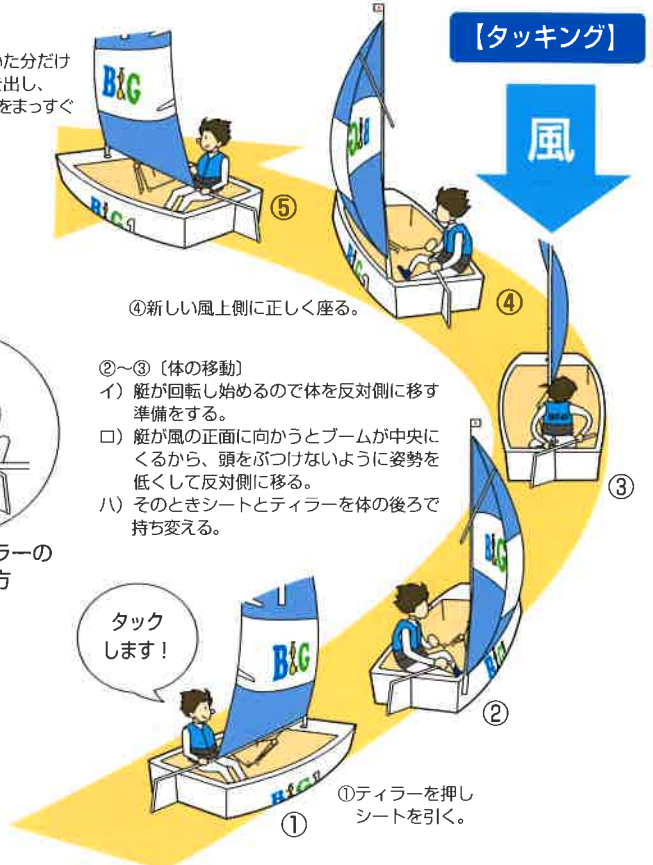 【タッキング】
風
いた分だけ
を出し、
をまっすぐ
B&G
B&G
B&G1
B&G1
⑤
④
④新しい風上側に正しく座る。
②～③〔体の移動〕
イ）艇が回転し始めるので体を反対側に移す
準備をする。
ロ）艇が風の正面に向かうとブームが中央に
くるから、頭をぶつけないように姿勢を
低くして反対側に移る。
ハ）そのときシートとティラーを体の後ろで
持ち変える。
B&G
③
ラーの
方
タック
します！
B&G
B&G
B&G
②
B&G1
①
①ティラーを押し
シートを引く。